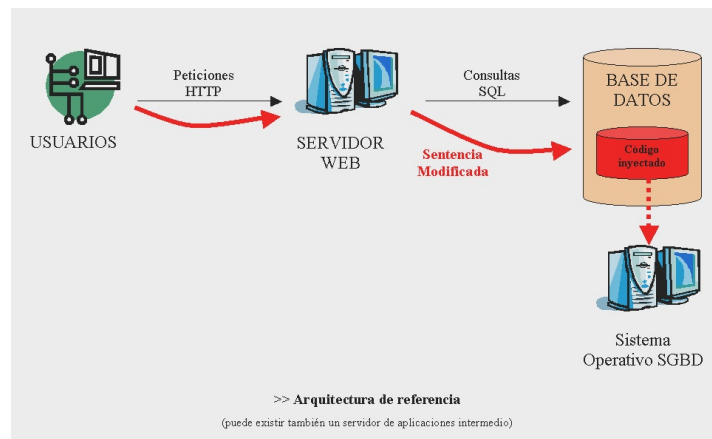 Peticiones
HTTP
Consultas
SQL
BASE DE
DATOS
USUARIOS
SERVIDOR
WEB
Sentencia
Modificada
Código
inyectado
Sistema
Operativo SGBD
>> Arquitectura de referencia
(puede existir también un servidor de aplicaciones intermedio)